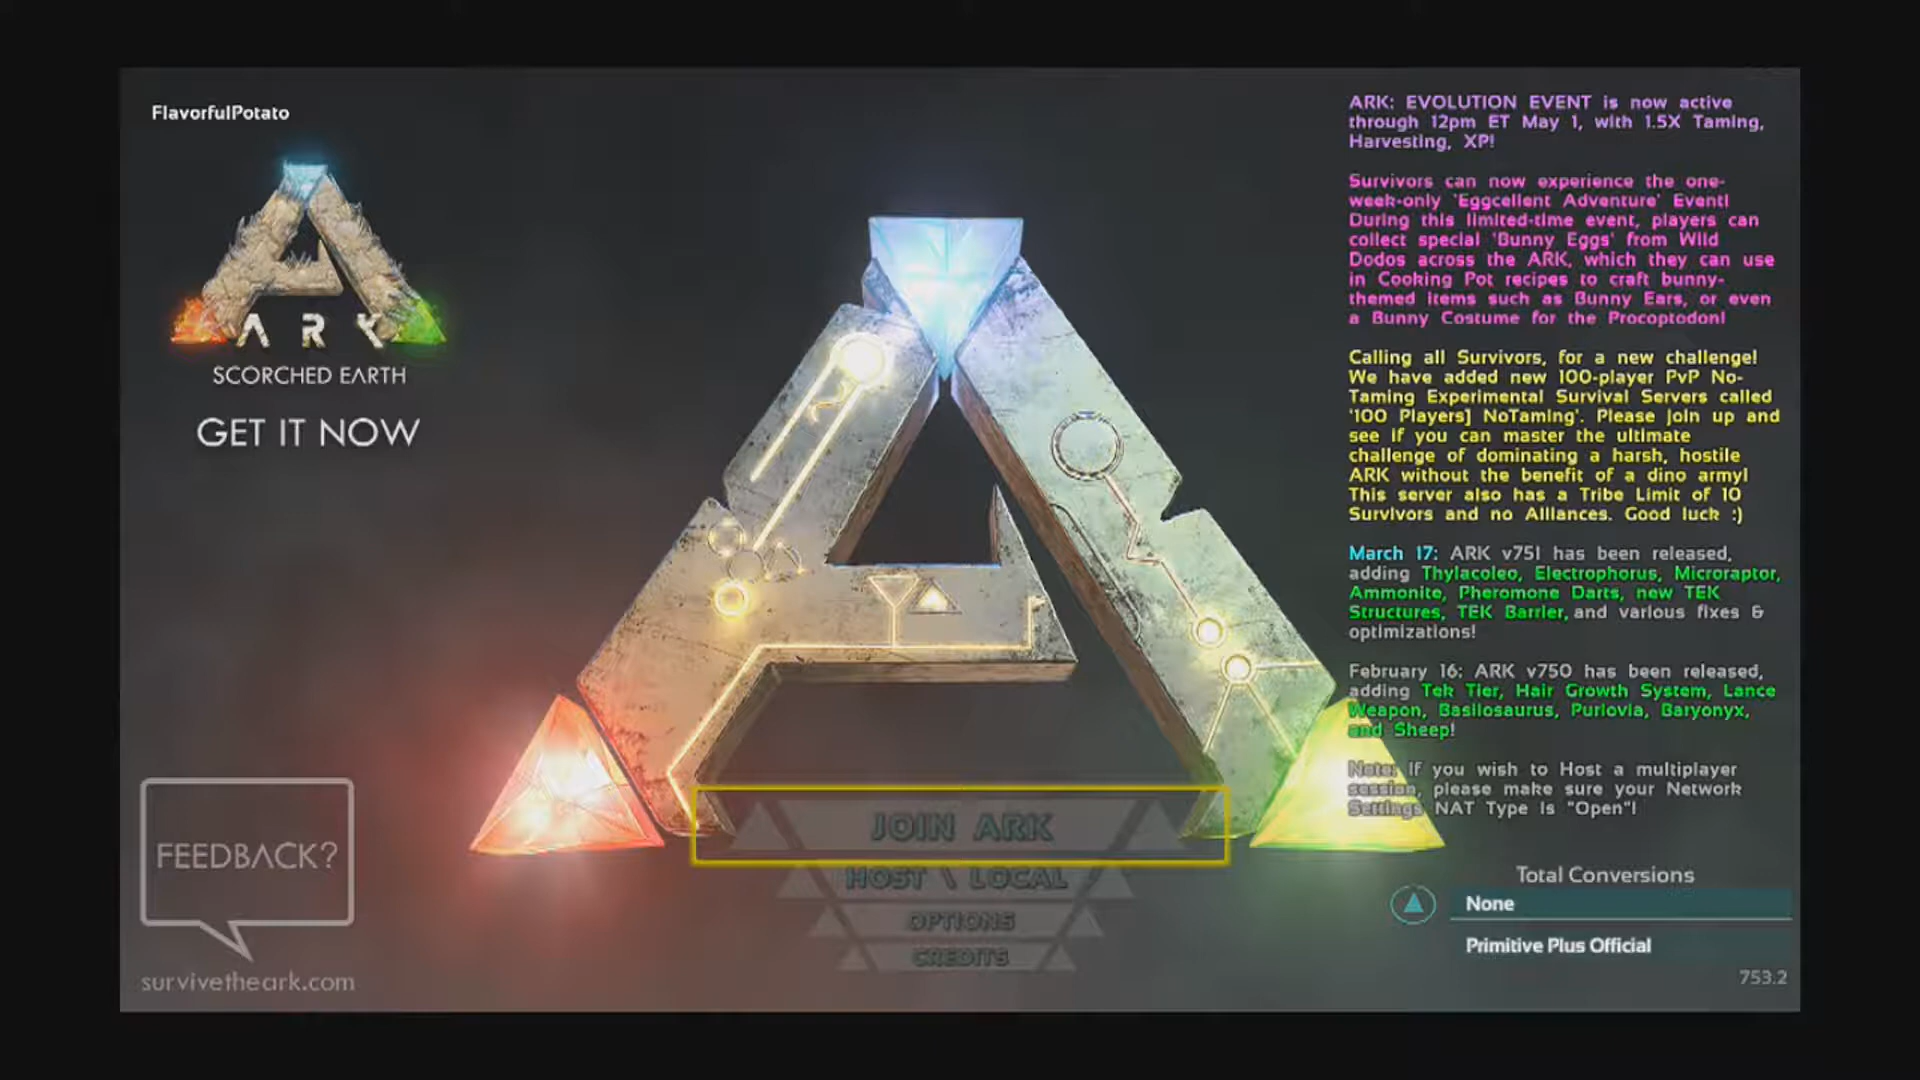 FlavorfulPotato
ARK
SCORCHED EARTH
GET IT NOW
ARK: EVOLUTION EVENT is now active
through 12pm ET May 1, with 1.5X Taming,
Harvesting, XP!
Survivors can now experience the one-
week-only 'Eggcellent Adventure' Event!
During this limited-time event, players can
collect special 'Bunny Eggs' from Wild
Dodos across the ARK, which they can use
in Cooking Pot recipes to craft bunny-
themed items such as Bunny Ears, or even
a Bunny Costume for the Procoptodon!
Calling all Survivors, for a new challenge!
We have added new 100-player PvP No-
Taming Experimental Survival Servers called
'100 Players] NoTaming'. Please join up and
see if you can master the ultimate
challenge of dominating a harsh, hostile
ARK without the benefit of a dino army!
This server also has a Tribe Limit of 10
Survivors and no Alliances. Good luck :)
March 17: ARK v751 has been released,
adding Thylacoleo, Electrophorus, Microraptor,
Ammonite, Pheromone Darts, new TEK
Structures, TEK Barrier, and various fixes &
optimizations!
February 16: ARK v750 has been released,
adding Tek Tier, Hair Growth System, Lance
Weapon, Basilosaurus, Purlovia, Baryonyx,
and Sheep!
Note: If you wish to Host a multiplayer
session, please make sure your Network
Settings NAT Type is "Open"!
JOIN ARK
HOST \ LOCAL
OPTIONS
CREDITS
FEEDBACK?
survivetheark.com
Total Conversions
None
Primitive Plus Official
753.2